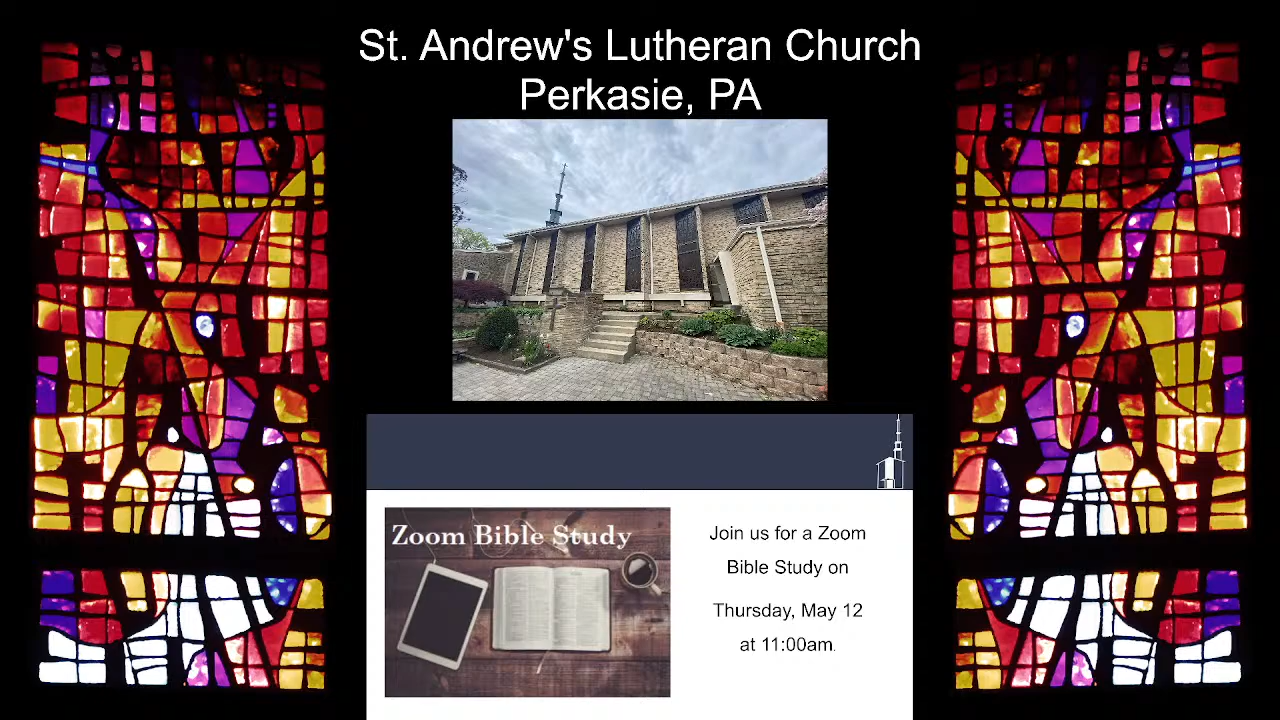 St. Andrew's Lutheran Church
Perkasie, PA
Zoom Bible Study
Join us for a Zoom
Bible Study on
Thursday, May 12
at 11:00am.